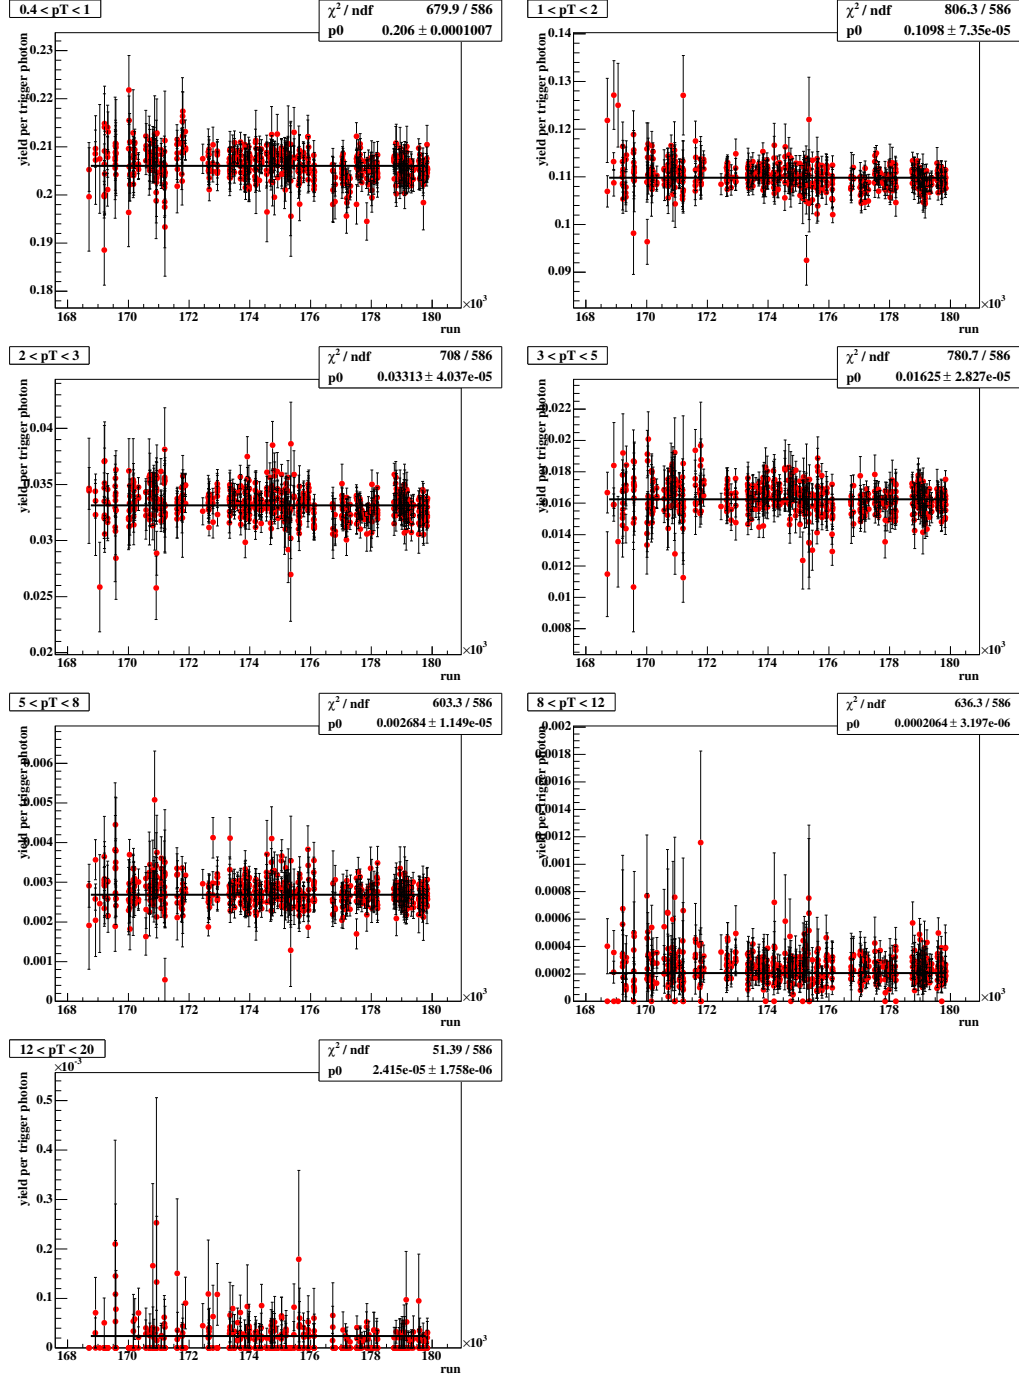 0.4 < pT < 1
χ² / ndf 679.9 / 586
p0 0.206 ± 0.0001007
yield per trigger photon
0.23
0.22
0.21
0.2
0.19
0.18
168 170 172 174 176 178 180
×10³
run
1 < pT < 2
χ² / ndf 806.3 / 586
p0 0.1098 ± 7.35e-05
yield per trigger photon
0.14
0.13
0.12
0.11
0.1
0.09
168 170 172 174 176 178 180
×10³
run
2 < pT < 3
χ² / ndf 708 / 586
p0 0.03313 ± 4.037e-05
yield per trigger photon
0.04
0.035
0.03
0.025
0.02
168 170 172 174 176 178 180
×10³
run
3 < pT < 5
χ² / ndf 780.7 / 586
p0 0.01625 ± 2.827e-05
yield per trigger photon
0.022
0.02
0.018
0.016
0.014
0.012
0.01
0.008
168 170 172 174 176 178 180
×10³
run
5 < pT < 8
χ² / ndf 603.3 / 586
p0 0.002684 ± 1.149e-05
yield per trigger photon
0.006
0.005
0.004
0.003
0.002
0.001
0
168 170 172 174 176 178 180
×10³
run
8 < pT < 12
χ² / ndf 636.3 / 586
p0 0.0002064 ± 3.197e-06
yield per trigger photon
0.002
0.0018
0.0016
0.0014
0.0012
0.001
0.0008
0.0006
0.0004
0.0002
0
168 170 172 174 176 178 180
×10³
run
12 < pT < 20
×10⁻³
χ² / ndf 51.39 / 586
p0 2.415e-05 ± 1.758e-06
yield per trigger photon
0.5
0.4
0.3
0.2
0.1
0
168 170 172 174 176 178 180
×10³
run